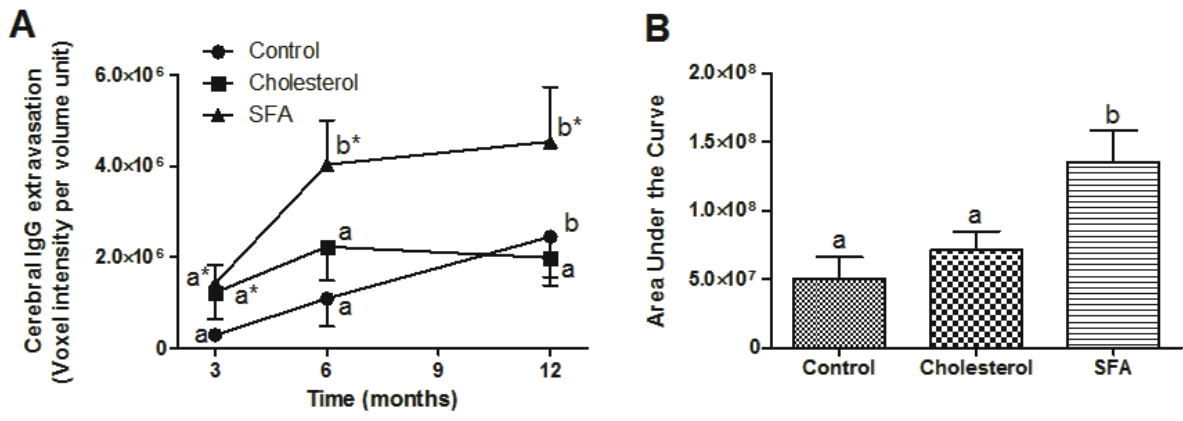 A
Cerebral IgG extravasation
(Voxel intensity per volume unit)
Control
Cholesterol
SFA
6.0×10⁶
4.0×10⁶
2.0×10⁶
0
a*
a*
a
b*
a
a
b*
b
a
3
6
9
12
Time (months)
B
Area Under the Curve
2.0×10⁸
1.5×10⁸
1.0×10⁸
5.0×10⁷
0
a
a
b
Control
Cholesterol
SFA